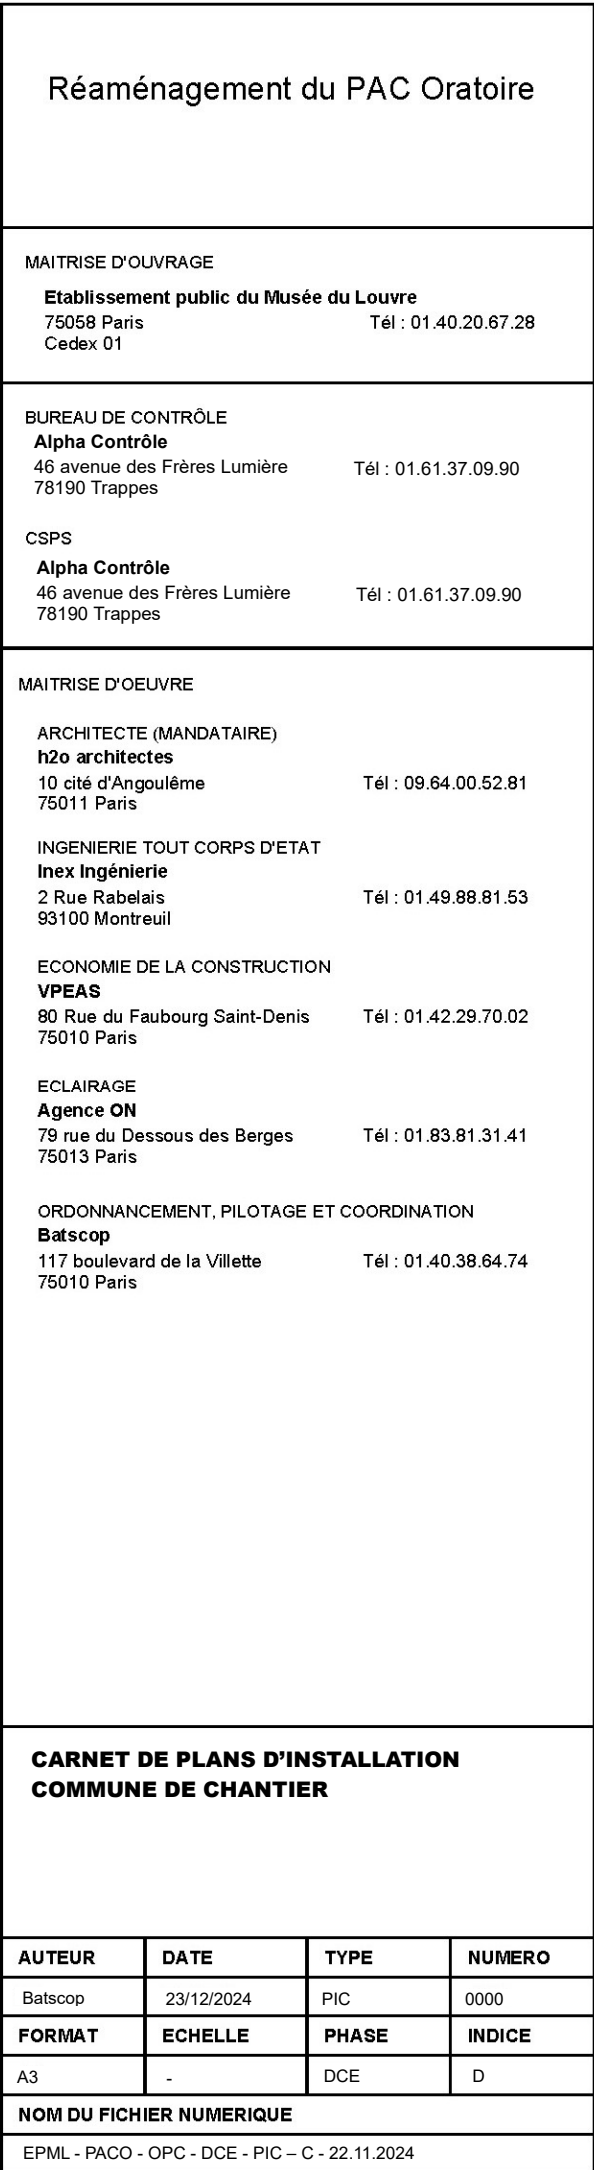 Réaménagement du PAC Oratoire
MAITRISE D'OUVRAGE
Etablissement public du Musée du Louvre
75058 Paris Tél : 01.40.20.67.28
Cedex 01
BUREAU DE CONTRÔLE
Alpha Contrôle
46 avenue des Frères Lumière Tél : 01.61.37.09.90
78190 Trappes
CSPS
Alpha Contrôle
46 avenue des Frères Lumière Tél : 01.61.37.09.90
78190 Trappes
MAITRISE D'OEUVRE
ARCHITECTE (MANDATAIRE)
h2o architectes
10 cité d'Angoulême Tél : 09.64.00.52.81
75011 Paris
INGENIERIE TOUT CORPS D'ETAT
Inex Ingénierie
2 Rue Rabelais Tél : 01.49.88.81.53
93100 Montreuil
ECONOMIE DE LA CONSTRUCTION
VPEAS
80 Rue du Faubourg Saint-Denis Tél : 01.42.29.70.02
75010 Paris
ECLAIRAGE
Agence ON
79 rue du Dessous des Berges Tél : 01.83.81.31.41
75013 Paris
ORDONNANCEMENT, PILOTAGE ET COORDINATION
Batscop
117 boulevard de la Villette Tél : 01.40.38.64.74
75010 Paris
CARNET DE PLANS D’INSTALLATION
COMMUNE DE CHANTIER
AUTEUR DATE TYPE NUMERO
Batscop 23/12/2024 PIC 0000
FORMAT ECHELLE PHASE INDICE
A3 - DCE D
NOM DU FICHIER NUMERIQUE
EPML - PACO - OPC - DCE - PIC – C - 22.11.2024